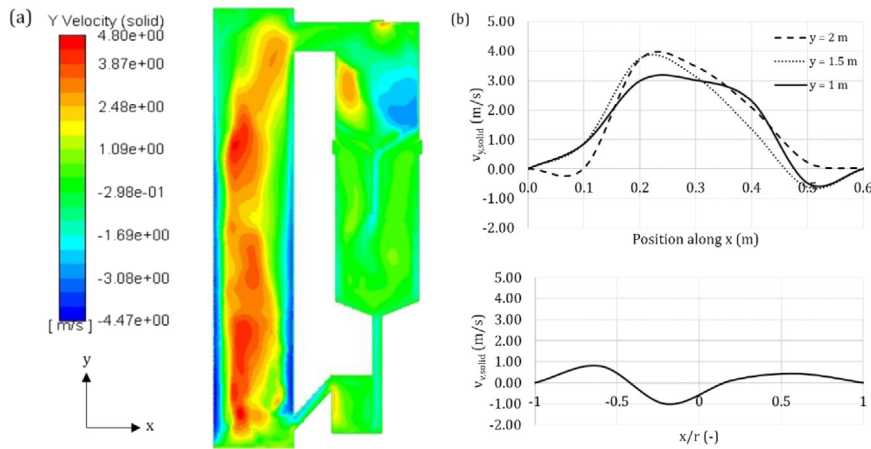 (a)
Y Velocity (solid)
4.80e+00
3.87e+00
2.48e+00
1.09e+00
-2.98e-01
-1.69e+00
-3.08e+00
-4.47e+00
[ m/s ]
y
x
(b)
5.00
4.00
3.00
2.00
1.00
0.00
-1.00
-2.00
vy,solid (m/s)
y = 2 m
y = 1.5 m
y = 1 m
0.0 0.1 0.2 0.3 0.4 0.5 0.6
Position along x (m)
5.00
4.00
3.00
2.00
1.00
0.00
-1.00
-2.00
vy,solid (m/s)
-1 -0.5 0 0.5 1
x/r (-)